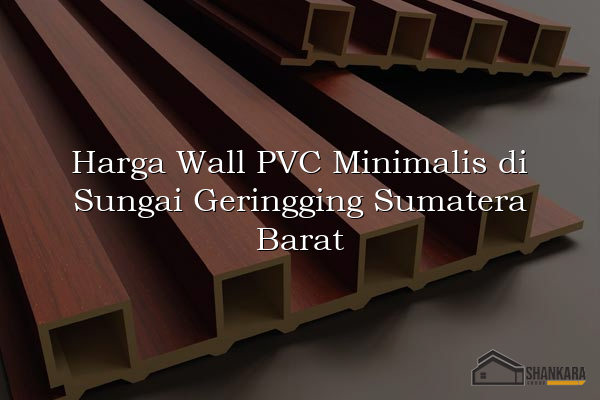 Harga Wall PVC Minimalis di
Sungai Geringging Sumatera
Barat
SHANKARA